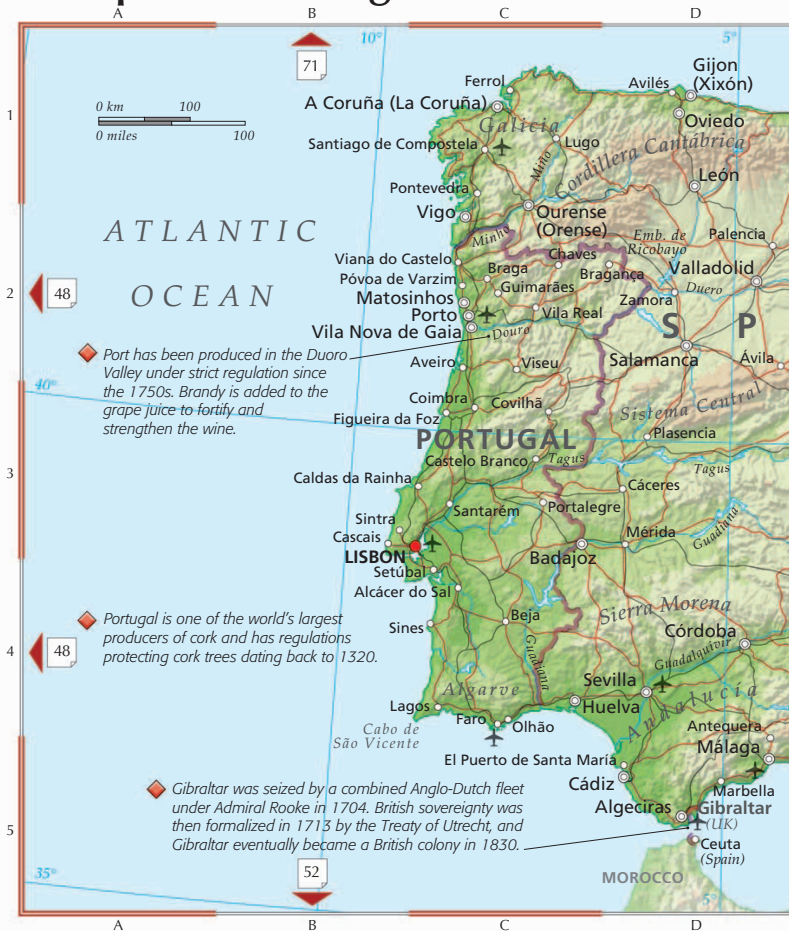 A B C D
10° 5°
71
Gijon
(Xixón)
Ferrol
Avilés
A Coruña (La Coruña)
1
0 km 100
0 miles 100
Oviedo
Galicia
Santiago de Compostela
Lugo
Miño
Cordillera Cantábrica
León
Pontevedra
Vigo
Ourense
(Orense)
ATLANTIC
OCEAN
Minho
Emb. de
Ricobayo
Palencia
Viana do Castelo
Chaves
Braga
Bragança
Valladolid
Póvoa de Varzim
Guimarães
Duero
2
48
Matosinhos
Zamora
Porto
Vila Real
Vila Nova de Gaia
Douro
S P
Port has been produced in the Duoro
Valley under strict regulation since
the 1750s. Brandy is added to the
grape juice to fortify and
strengthen the wine.
Aveiro
Viseu
Salamanca
Ávila
40°
Coimbra
Covilhã
Sistema Central
Figueira da Foz
PORTUGAL
Plasencia
Castelo Branco
Tagus
Tagus
3
Caldas da Rainha
Cáceres
Santarém
Portalegre
Sintra
Guadiana
Cascais
Mérida
LISBON
Badajoz
Setúbal
Alcácer do Sal
Portugal is one of the world's largest
producers of cork and has regulations
protecting cork trees dating back to 1320.
Sierra Morena
Beja
Sines
Córdoba
4
48
Guadiana
Guadalquivir
Sevilla
Algarve
Andalucía
Lagos
Huelva
Faro
Olhão
Cabo de
São Vicente
Antequera
Málaga
El Puerto de Santa María
Cádiz
Marbella
Gibraltar was seized by a combined Anglo-Dutch fleet
under Admiral Rooke in 1704. British sovereignty was
then formalized in 1713 by the Treaty of Utrecht, and
Gibraltar eventually became a British colony in 1830.
Algeciras
Gibraltar
(UK)
5
Ceuta
(Spain)
35°
52
MOROCCO
5°
A B C D